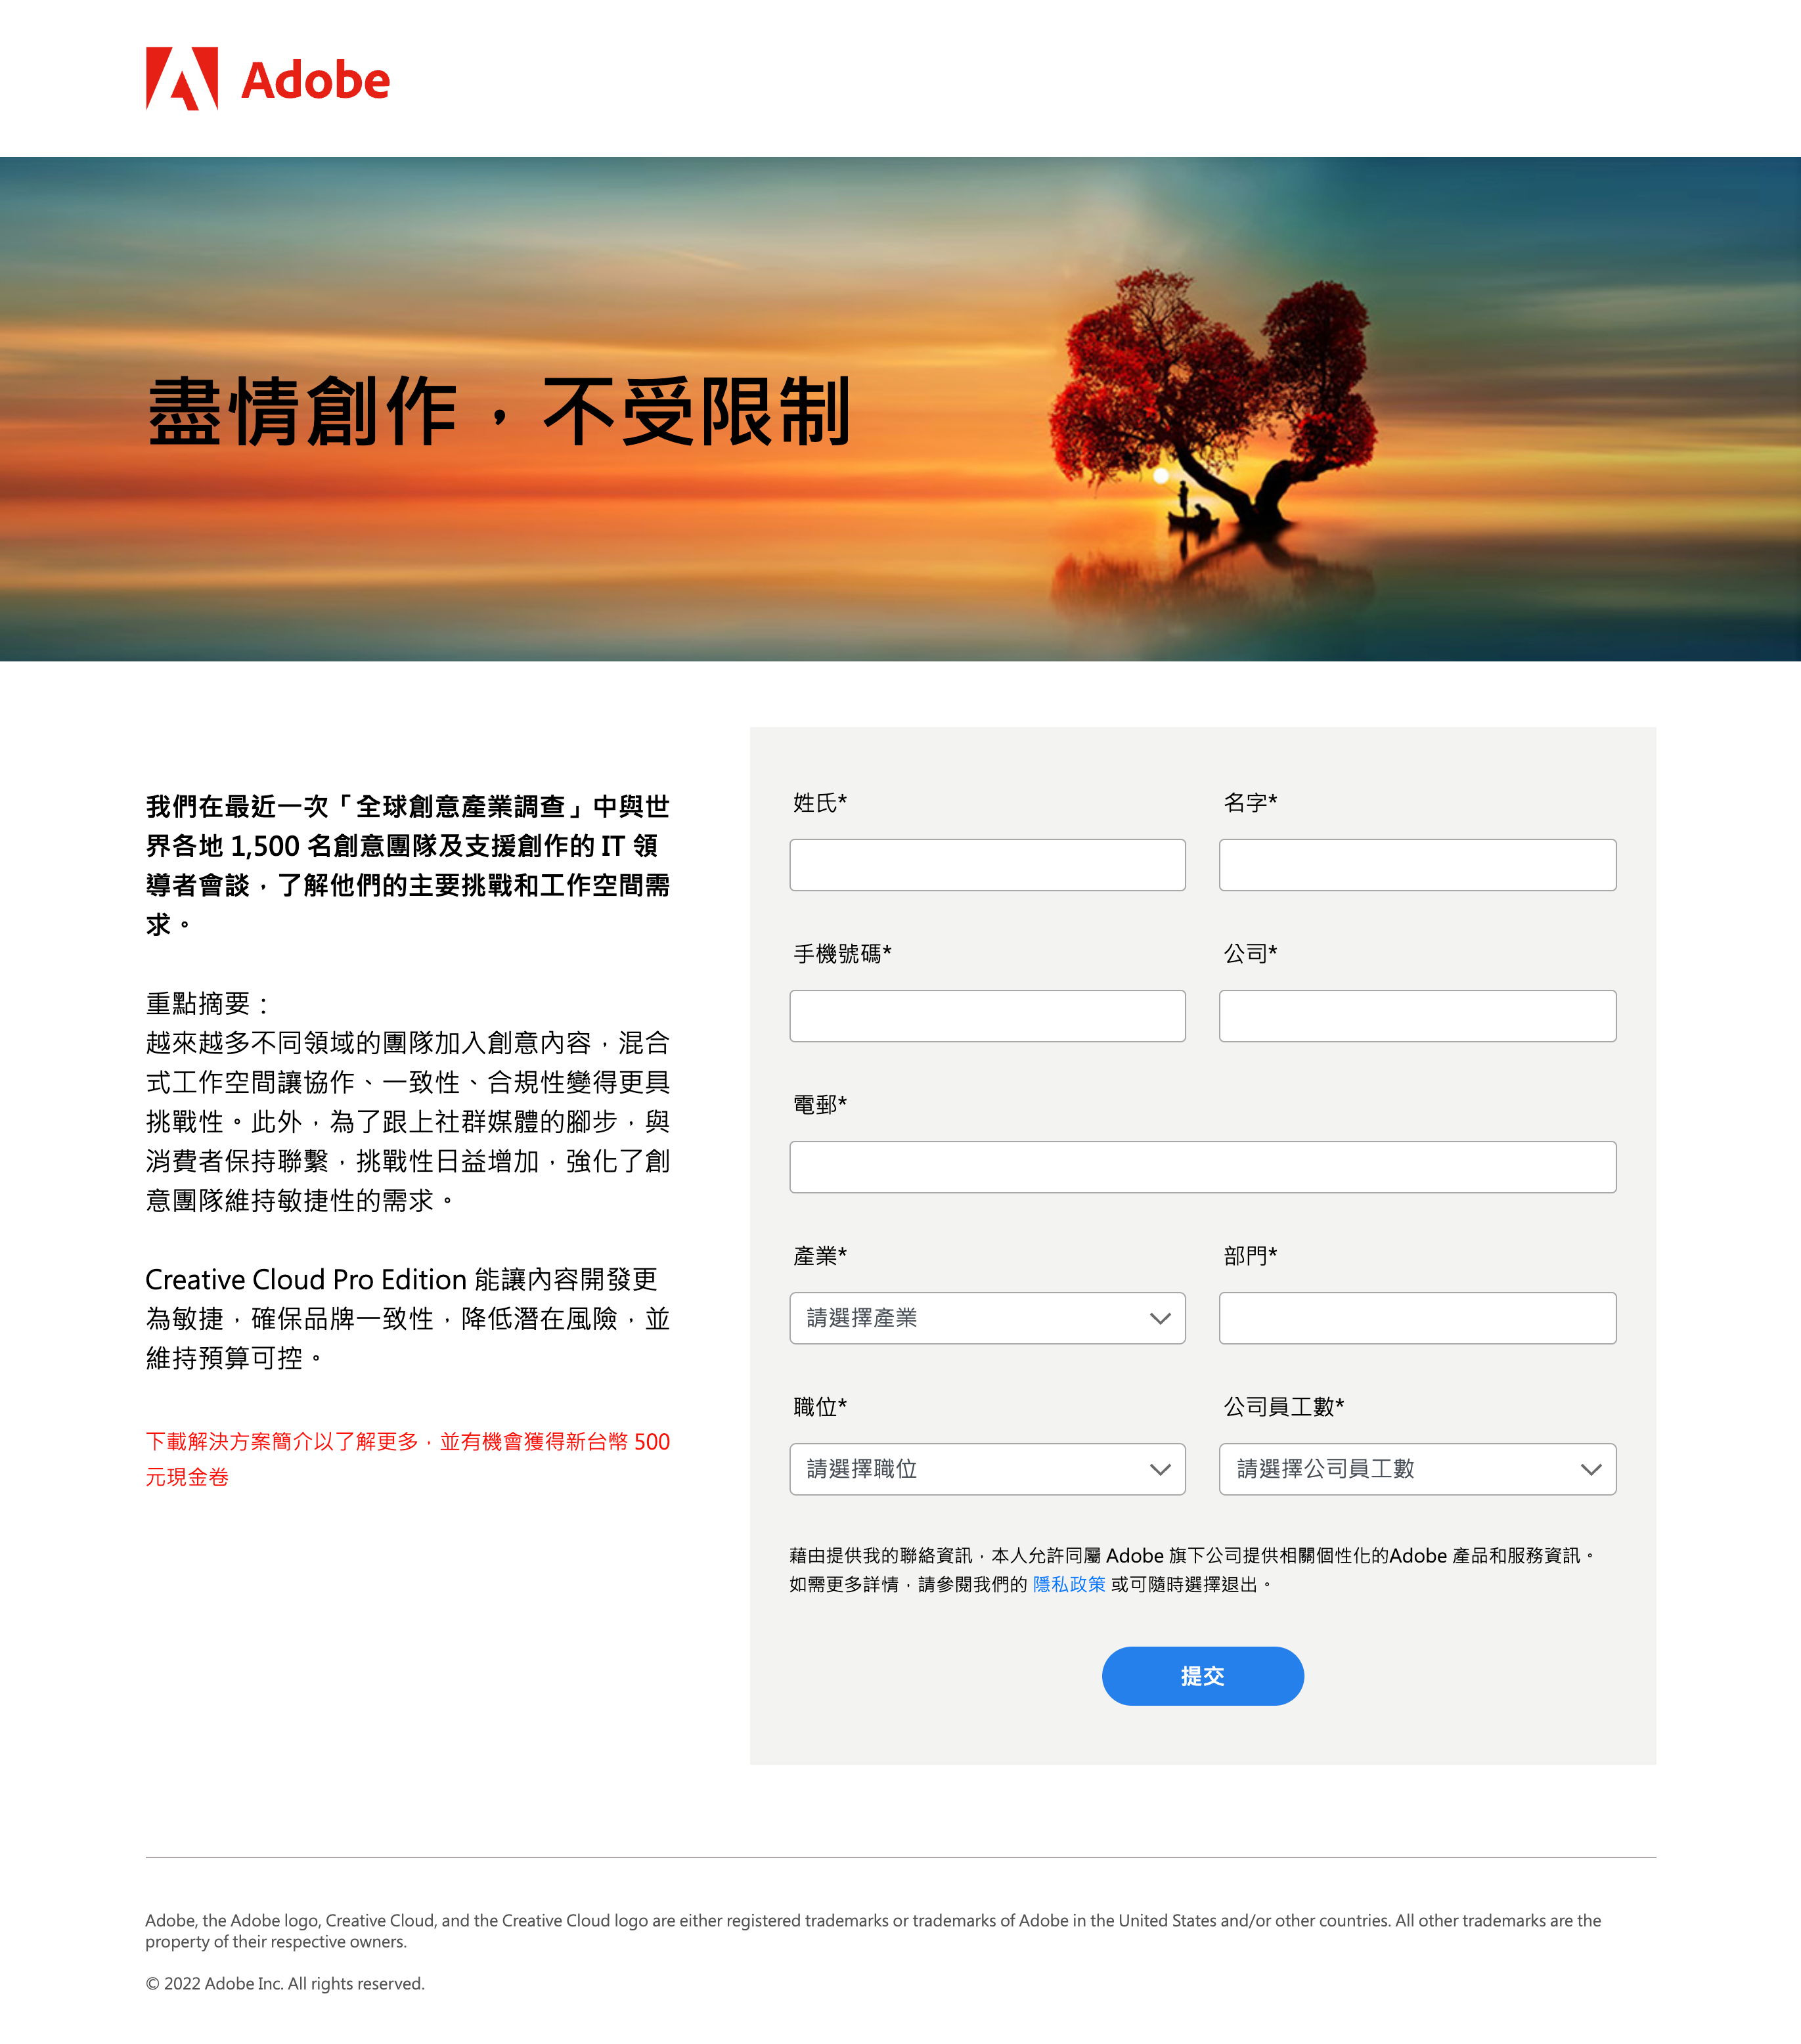 Adobe
盡情創作，不受限制
我們在最近一次「全球創意產業調查」中與世
界各地 1,500 名創意團隊及支援創作的 IT 領
導者會談，了解他們的主要挑戰和工作空間需
求。
重點摘要：
越來越多不同領域的團隊加入創意內容，混合
式工作空間讓協作、一致性、合規性變得更具
挑戰性。此外，為了跟上社群媒體的腳步，與
消費者保持聯繫，挑戰性日益增加，強化了創
意團隊維持敏捷性的需求。
Creative Cloud Pro Edition 能讓內容開發更
為敏捷，確保品牌一致性，降低潛在風險，並
維持預算可控。
下載解決方案簡介以了解更多，並有機會獲得新台幣 500
元現金卷
姓氏*
名字*
手機號碼*
公司*
電郵*
產業*
部門*
請選擇產業
職位*
公司員工數*
請選擇職位
請選擇公司員工數
藉由提供我的聯絡資訊，本人允許同屬 Adobe 旗下公司提供相關個性化的Adobe 產品和服務資訊。
如需更多詳情，請參閱我們的 隱私政策 或可隨時選擇退出。
提交
Adobe, the Adobe logo, Creative Cloud, and the Creative Cloud logo are either registered trademarks or trademarks of Adobe in the United States and/or other countries. All other trademarks are the
property of their respective owners.
© 2022 Adobe Inc. All rights reserved.